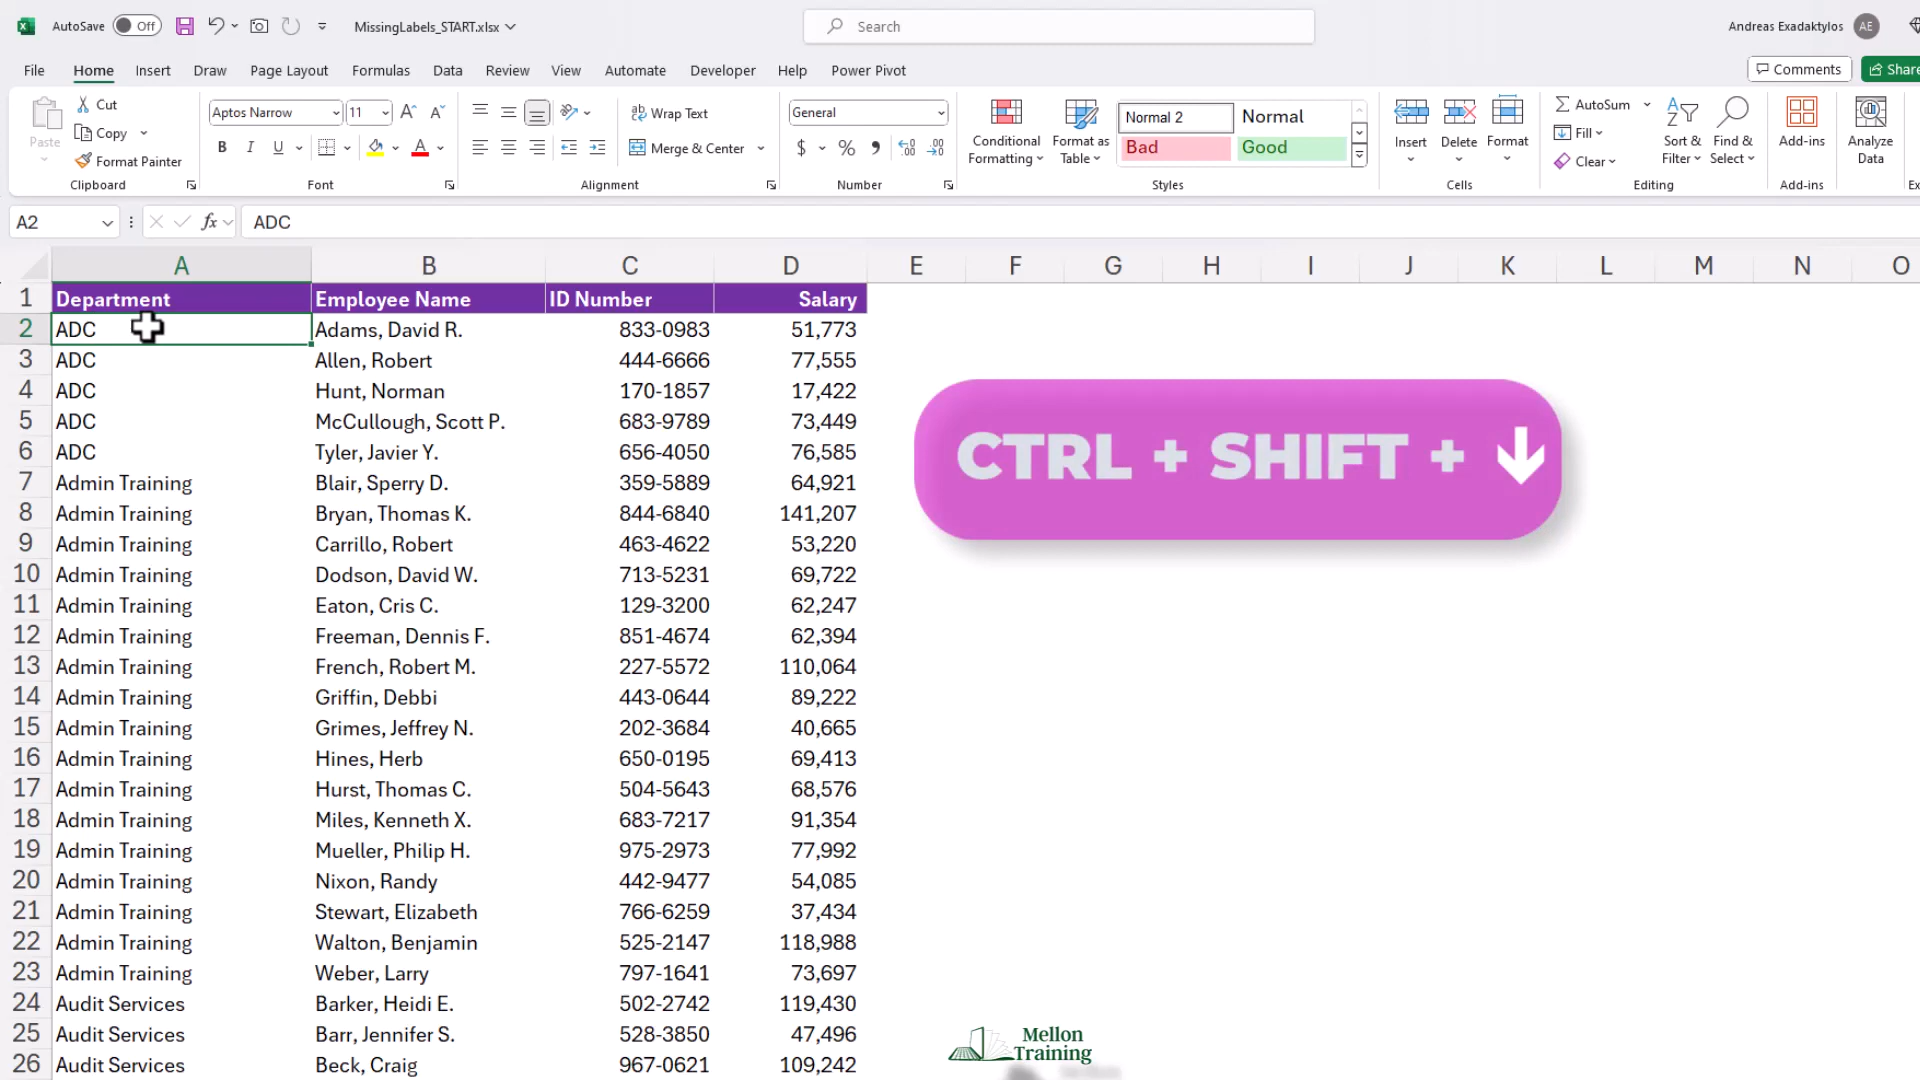 AutoSave Off MissingLabels_START.xlsx Search Andreas Exadaktylos AE
File Home Insert Draw Page Layout Formulas Data Review View Automate Developer Help Power Pivot Comments Share
Paste Cut Copy Format Painter Clipboard
Aptos Narrow 11 B I U Font
Wrap Text Merge & Center Alignment
General $ % Number
Conditional Formatting Format as Table Normal 2 Normal Bad Good Styles
Insert Delete Format Cells
AutoSum Fill Clear Sort & Filter Find & Select Editing
Add-ins Add-ins Analyze Data
A2 fx ADC
A B C D E F G H I J K L M N O
1 Department Employee Name ID Number Salary
2 ADC Adams, David R. 833-0983 51,773
3 ADC Allen, Robert 444-6666 77,555
4 ADC Hunt, Norman 170-1857 17,422
5 ADC McCullough, Scott P. 683-9789 73,449
6 ADC Tyler, Javier Y. 656-4050 76,585
7 Admin Training Blair, Sperry D. 359-5889 64,921
8 Admin Training Bryan, Thomas K. 844-6840 141,207
9 Admin Training Carrillo, Robert 463-4622 53,220
10 Admin Training Dodson, David W. 713-5231 69,722
11 Admin Training Eaton, Cris C. 129-3200 62,247
12 Admin Training Freeman, Dennis F. 851-4674 62,394
13 Admin Training French, Robert M. 227-5572 110,064
14 Admin Training Griffin, Debbi 443-0644 89,222
15 Admin Training Grimes, Jeffrey N. 202-3684 40,665
16 Admin Training Hines, Herb 650-0195 69,413
17 Admin Training Hurst, Thomas C. 504-5643 68,576
18 Admin Training Miles, Kenneth X. 683-7217 91,354
19 Admin Training Mueller, Philip H. 975-2973 77,992
20 Admin Training Nixon, Randy 442-9477 54,085
21 Admin Training Stewart, Elizabeth 766-6259 37,434
22 Admin Training Walton, Benjamin 525-2147 118,988
23 Admin Training Weber, Larry 797-1641 73,697
24 Audit Services Barker, Heidi E. 502-2742 119,430
25 Audit Services Barr, Jennifer S. 528-3850 47,496
26 Audit Services Beck, Craig 967-0621 109,242
CTRL + SHIFT + ↓
Mellon
Training